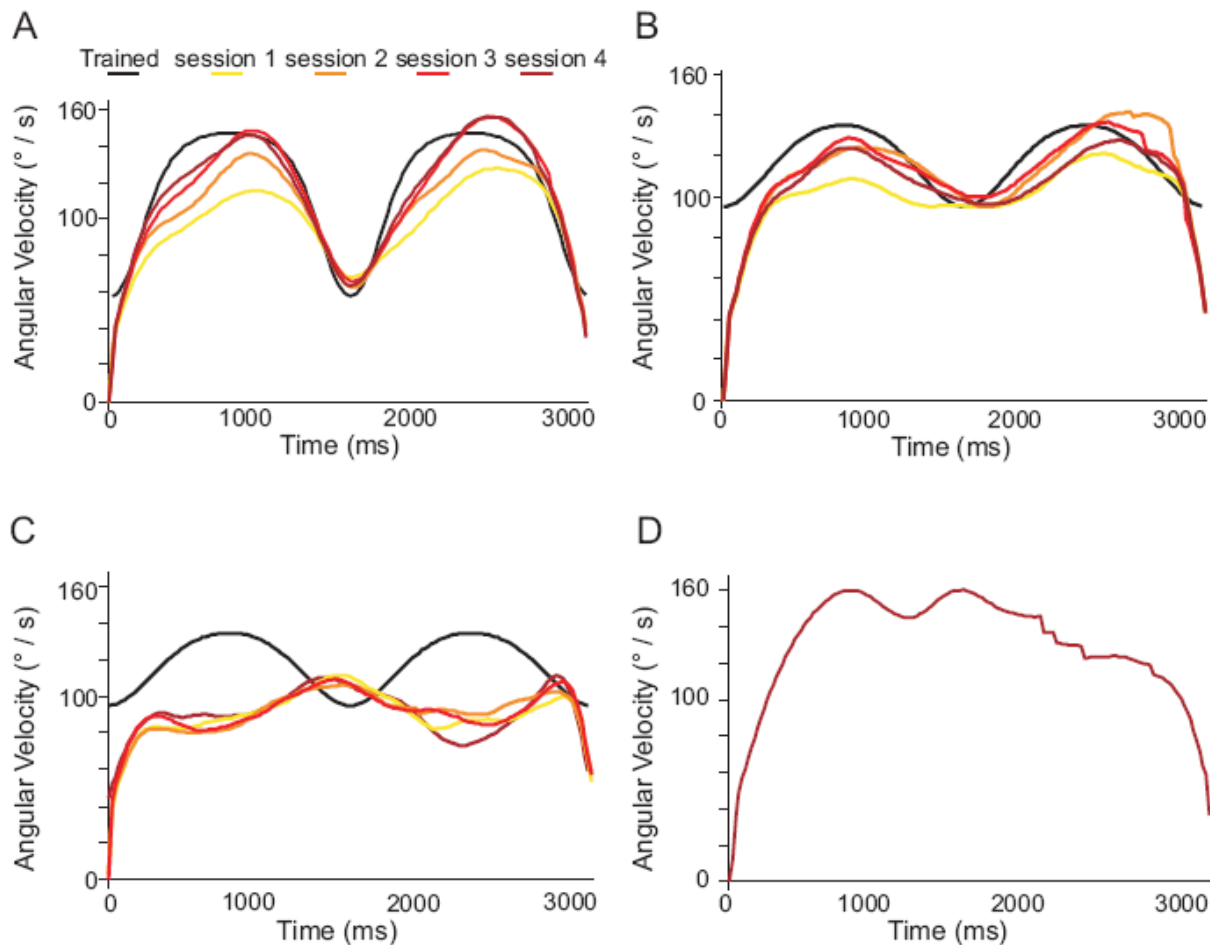 A
Trained session 1 session 2 session 3 session 4
Angular Velocity (° / s)
160
100
0
0 1000 2000 3000
Time (ms)
B
Angular Velocity (° / s)
160
100
0
0 1000 2000 3000
Time (ms)
C
Angular Velocity (° / s)
160
100
0
0 1000 2000 3000
Time (ms)
D
Angular Velocity (° / s)
160
100
0
0 1000 2000 3000
Time (ms)